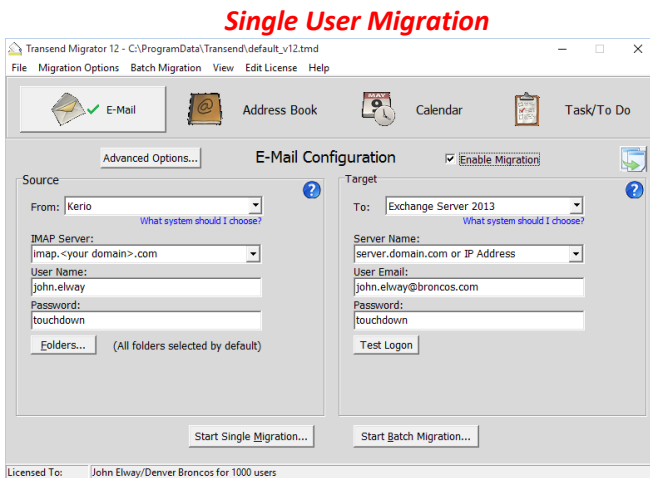 Single User Migration
Transend Migrator 12 - C:\ProgramData\Transend\default_v12.tmd
File Migration Options Batch Migration View Edit License Help
E-Mail Address Book Calendar Task/To Do
MAY
Advanced Options... E-Mail Configuration Enable Migration
Source Target
From: Kerio To: Exchange Server 2013
What system should I choose? What system should I choose?
IMAP Server: Server Name:
imap.<your domain>.com server.domain.com or IP Address
User Name: User Email:
john.elway john.elway@broncos.com
Password: Password:
touchdown touchdown
Folders... (All folders selected by default) Test Logon
Start Single Migration... Start Batch Migration...
Licensed To: John Elway/Denver Broncos for 1000 users